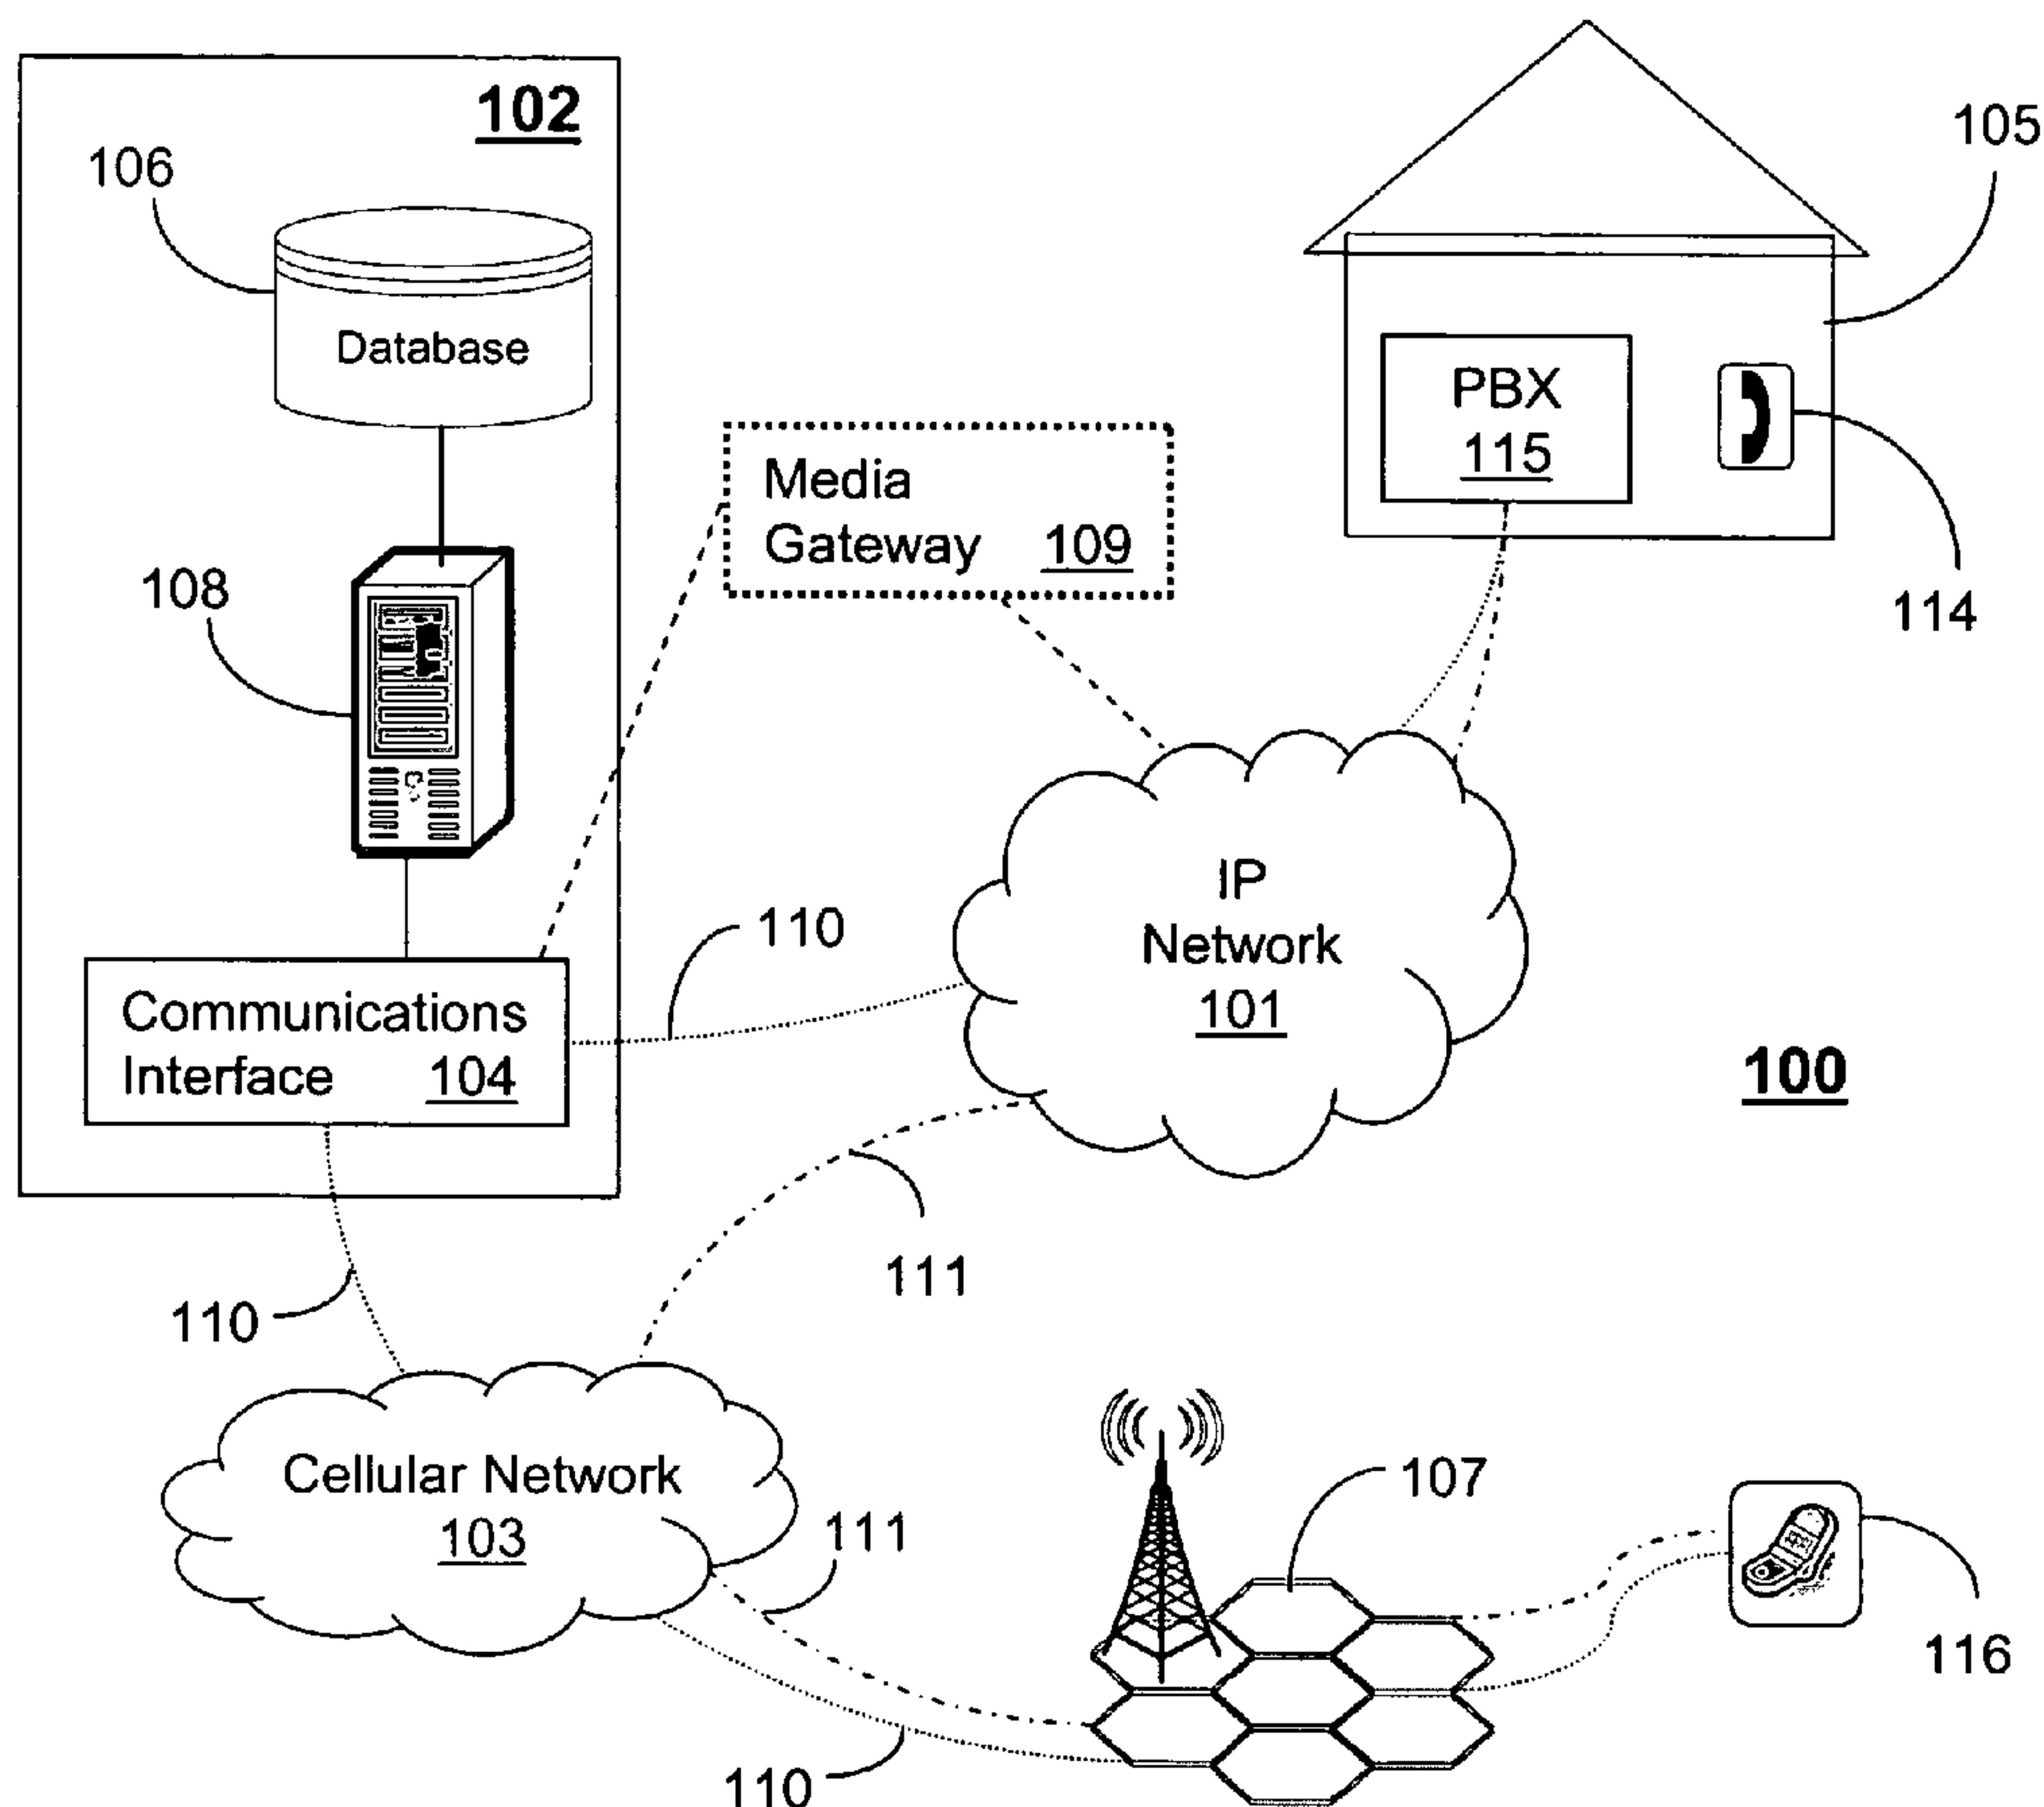 102
105
106
Database
PBX
115
Media
Gateway 109
114
108
IP
Network
101
110
Communications
Interface 104
100
111
110
Cellular Network
103
111
107
116
110